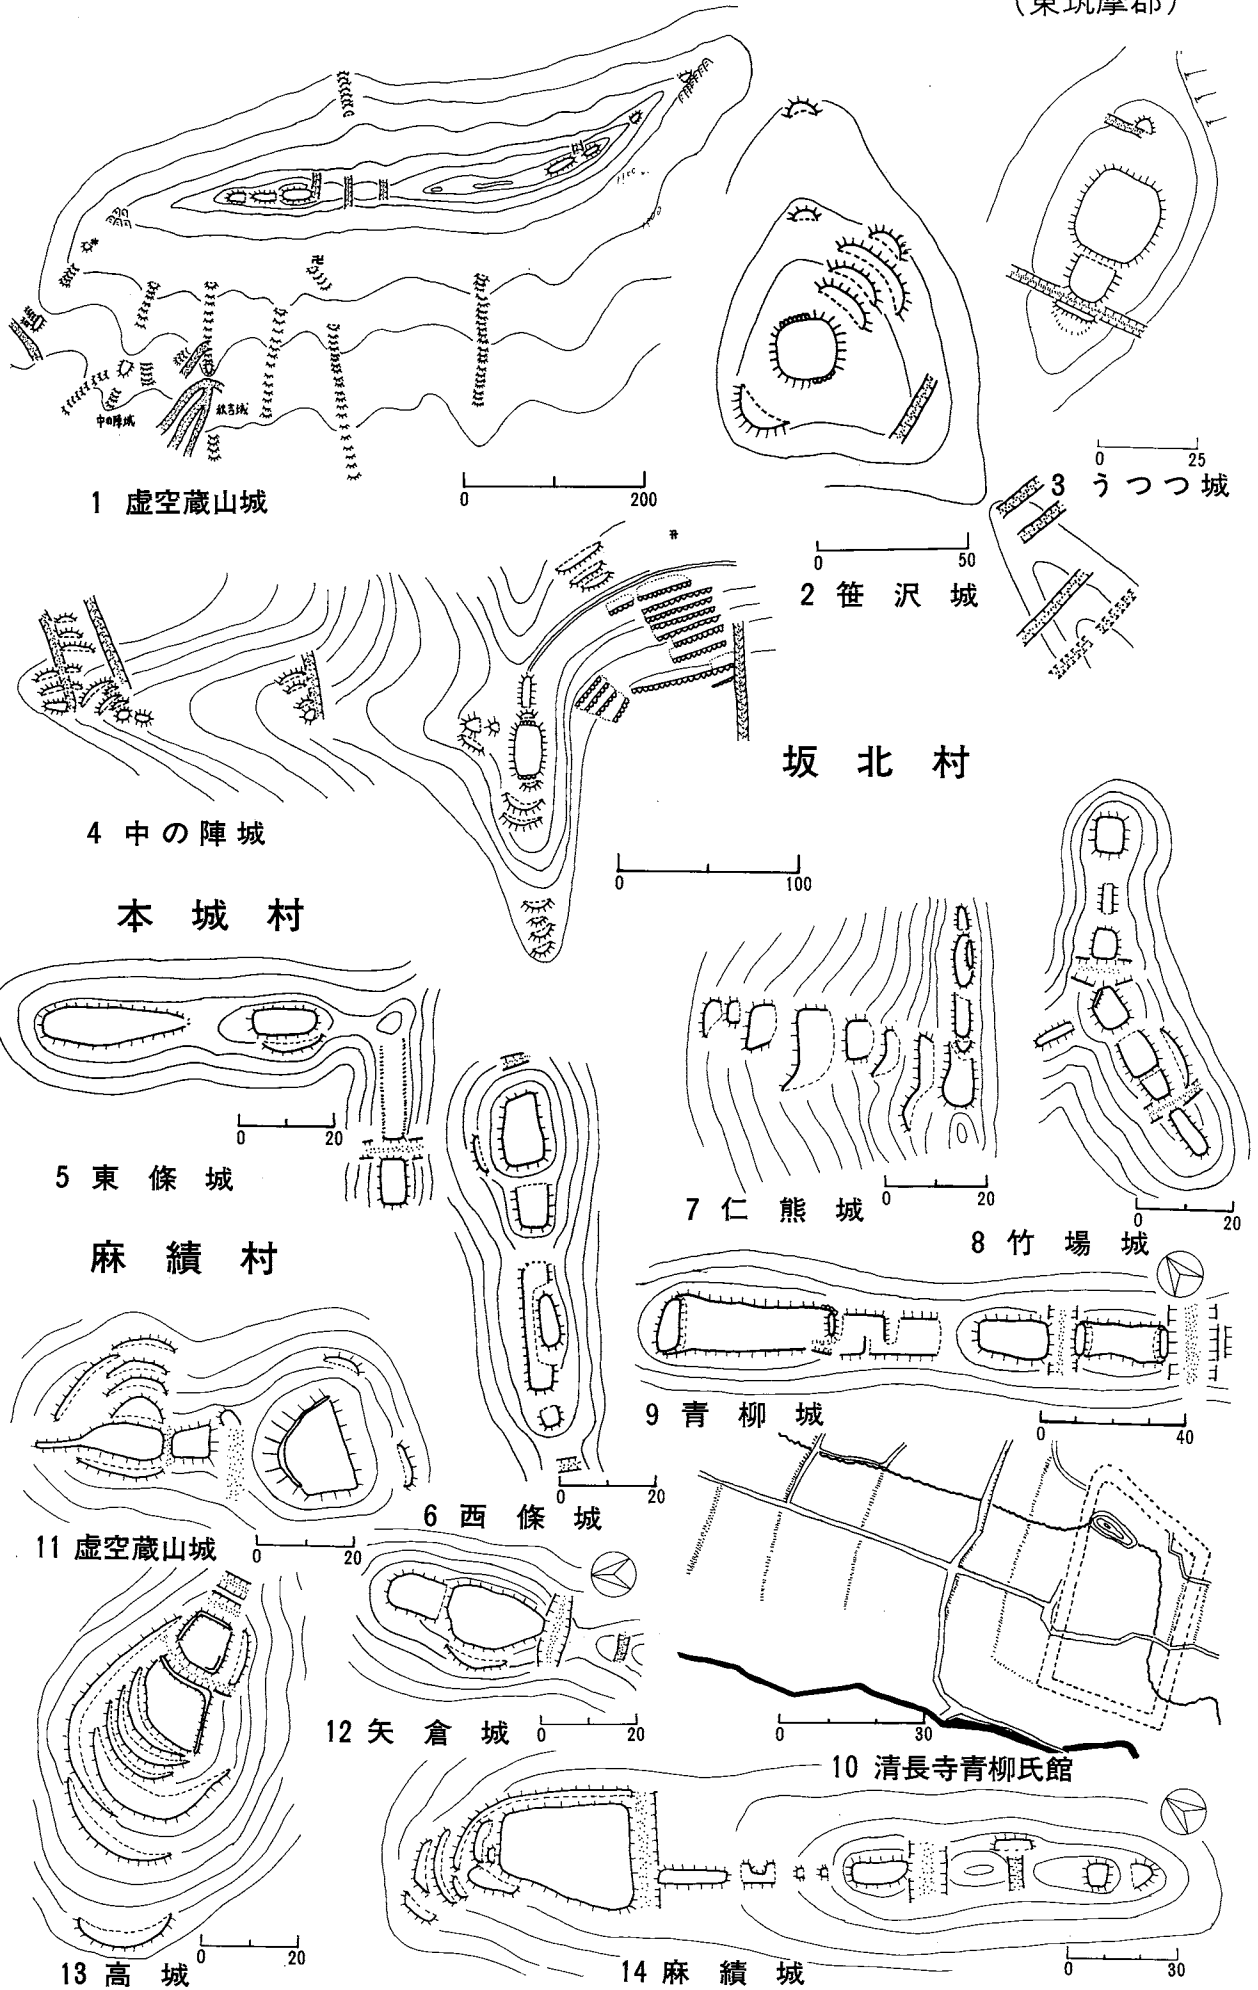 （東筑摩郡）
中の陣城
0 200
1 虚空蔵山城
0 50
2 笹沢城
0 25
3 うつつ城
4 中の陣城
0 100
坂北村
本城村
0 20
5 東條城
麻績村
0 20
6 西條城
0 20
7 仁熊城
0 20
8 竹場城
9 青柳城
0 40
0 30
10 清長寺青柳氏館
11 虚空蔵山城
0 20
12 矢倉城
0 20
13 高城
0 20
14 麻績城
0 30